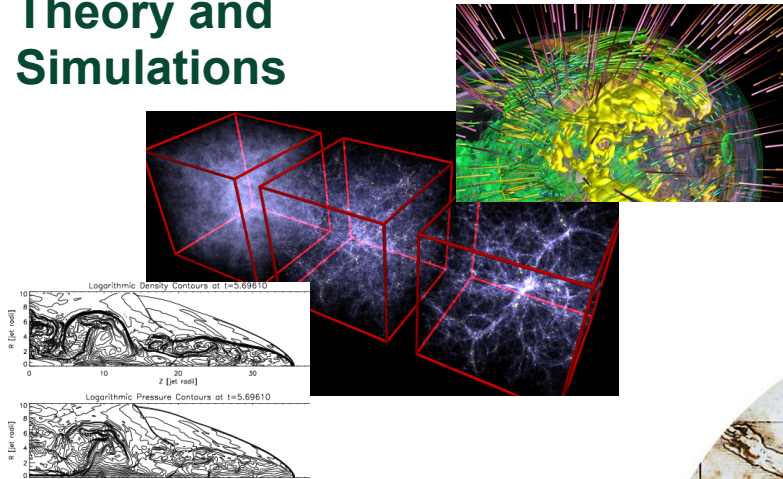 Theory and
Simulations
Logarithmic Density Contours at t=5.69610
R [jet radii]
10
8
6
4
2
0
0 10 20 30
Z [jet radii]
Logarithmic Pressure Contours at t=5.69610
R [jet radii]
10
8
6
4
2
0